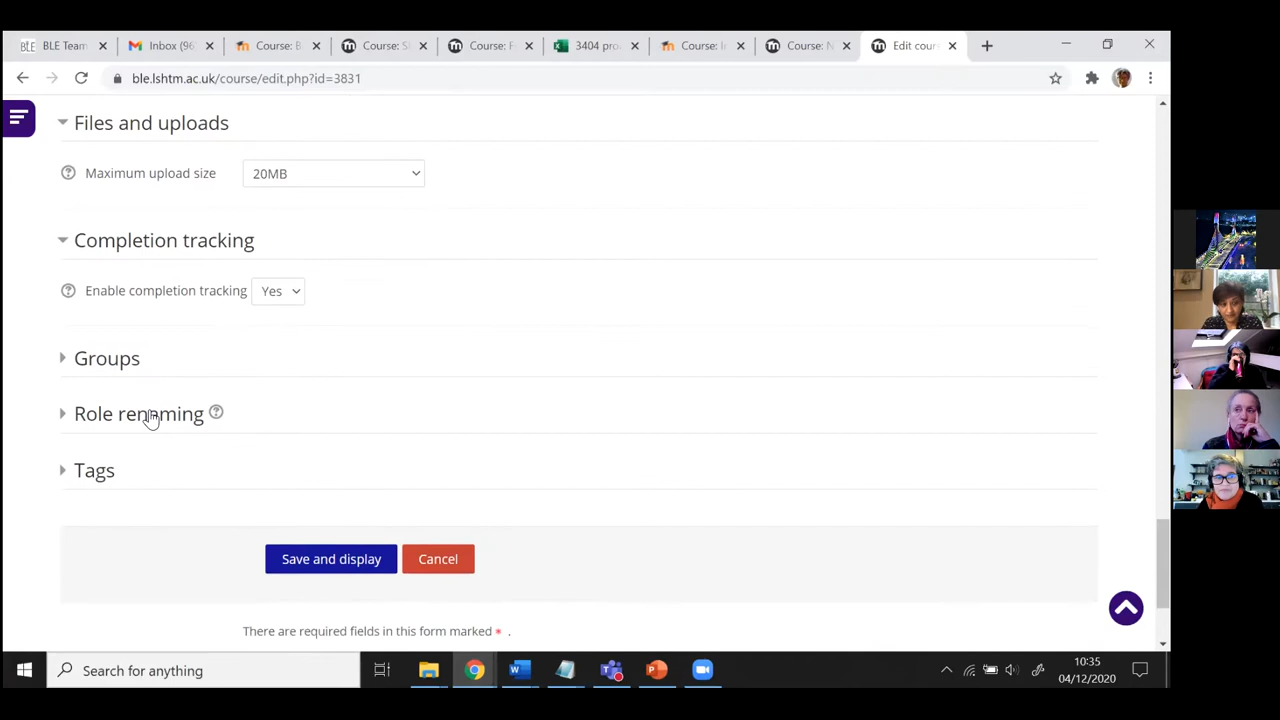 BLE BLE Team
Inbox (96
Course: B
Course: S
Course: F
3404 pro
Course: I
Course: N
Edit cour
ble.lshtm.ac.uk/course/edit.php?id=3831
Files and uploads
Maximum upload size 20MB
Completion tracking
Enable completion tracking Yes
Groups
Role renaming
Tags
Save and display Cancel
There are required fields in this form marked * .
Search for anything
10:35
04/12/2020